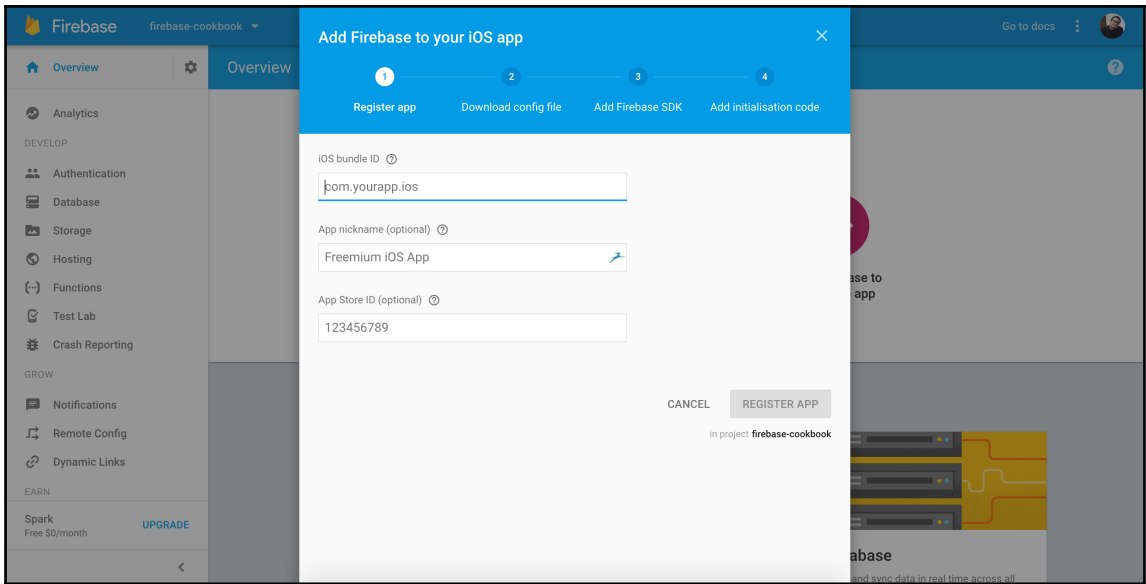 Firebase
firebase-cookbook
Go to docs
Overview
Overview
Analytics
DEVELOP
Authentication
Database
Storage
Hosting
Functions
Test Lab
Crash Reporting
GROW
Notifications
Remote Config
Dynamic Links
EARN
Spark
Free $0/month
UPGRADE
Add Firebase to your iOS app
1 2 3 4
Register app Download config file Add Firebase SDK Add initialisation code
iOS bundle ID
com.yourapp.ios
App nickname (optional)
Freemium iOS App
App Store ID (optional)
123456789
CANCEL REGISTER APP
in project firebase-cookbook
ase to
app
abase
and sync data in real time across all